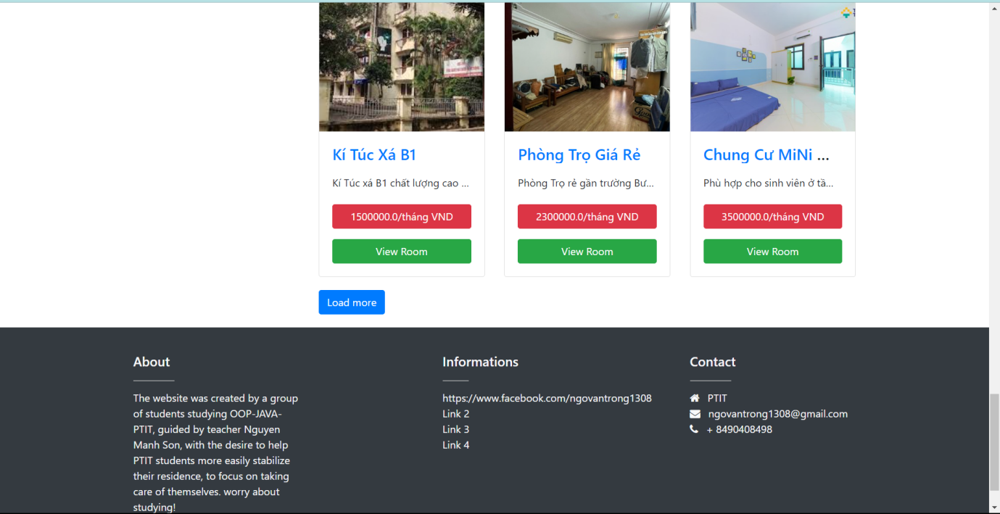 Kí Túc Xá B1
Kí Túc xá B1 chất lượng cao ...
1500000.0/tháng VND
View Room
Phòng Trọ Giá Rẻ
Phòng Trọ rẻ gần trường Bư...
2300000.0/tháng VND
View Room
Chung Cư MiNi ...
Phù hợp cho sinh viên ở tầ...
3500000.0/tháng VND
View Room
Load more
About
The website was created by a group
of students studying OOP-JAVA-
PTIT, guided by teacher Nguyen
Manh Son, with the desire to help
PTIT students more easily stabilize
their residence, to focus on taking
care of themselves. worry about
studying!
Informations
https://www.facebook.com/ngovantrong1308
Link 2
Link 3
Link 4
Contact
PTIT
ngovantrong1308@gmail.com
+ 8490408498